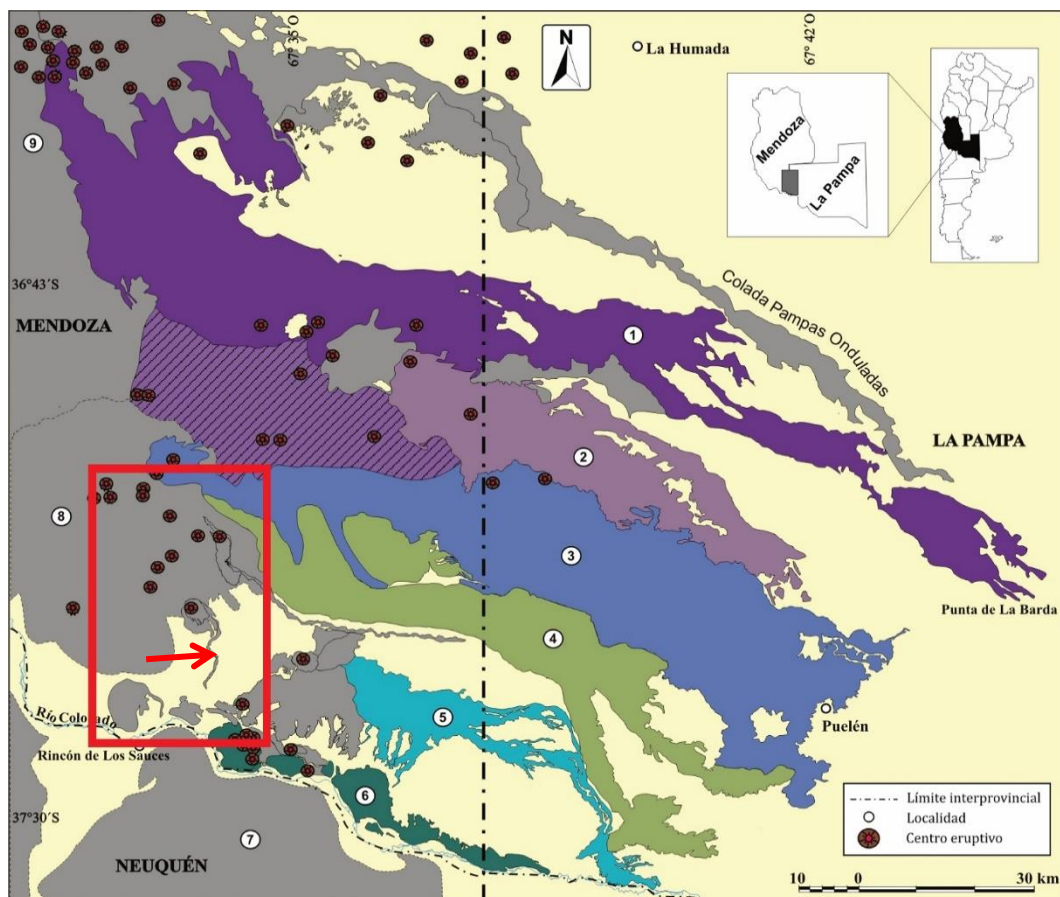 67° 35´O
67° 42´O
N
La Humada
Mendoza
La Pampa
9
36°43´S
MENDOZA
1
Colada Pampas Onduladas
LA PAMPA
2
8
3
Punta de La Barda
4
Río Colorado
5
Puelén
Rincón de Los Sauces
6
Límite interprovincial
Localidad
Centro eruptivo
37°30´S
7
NEUQUÉN
10 0 30 km